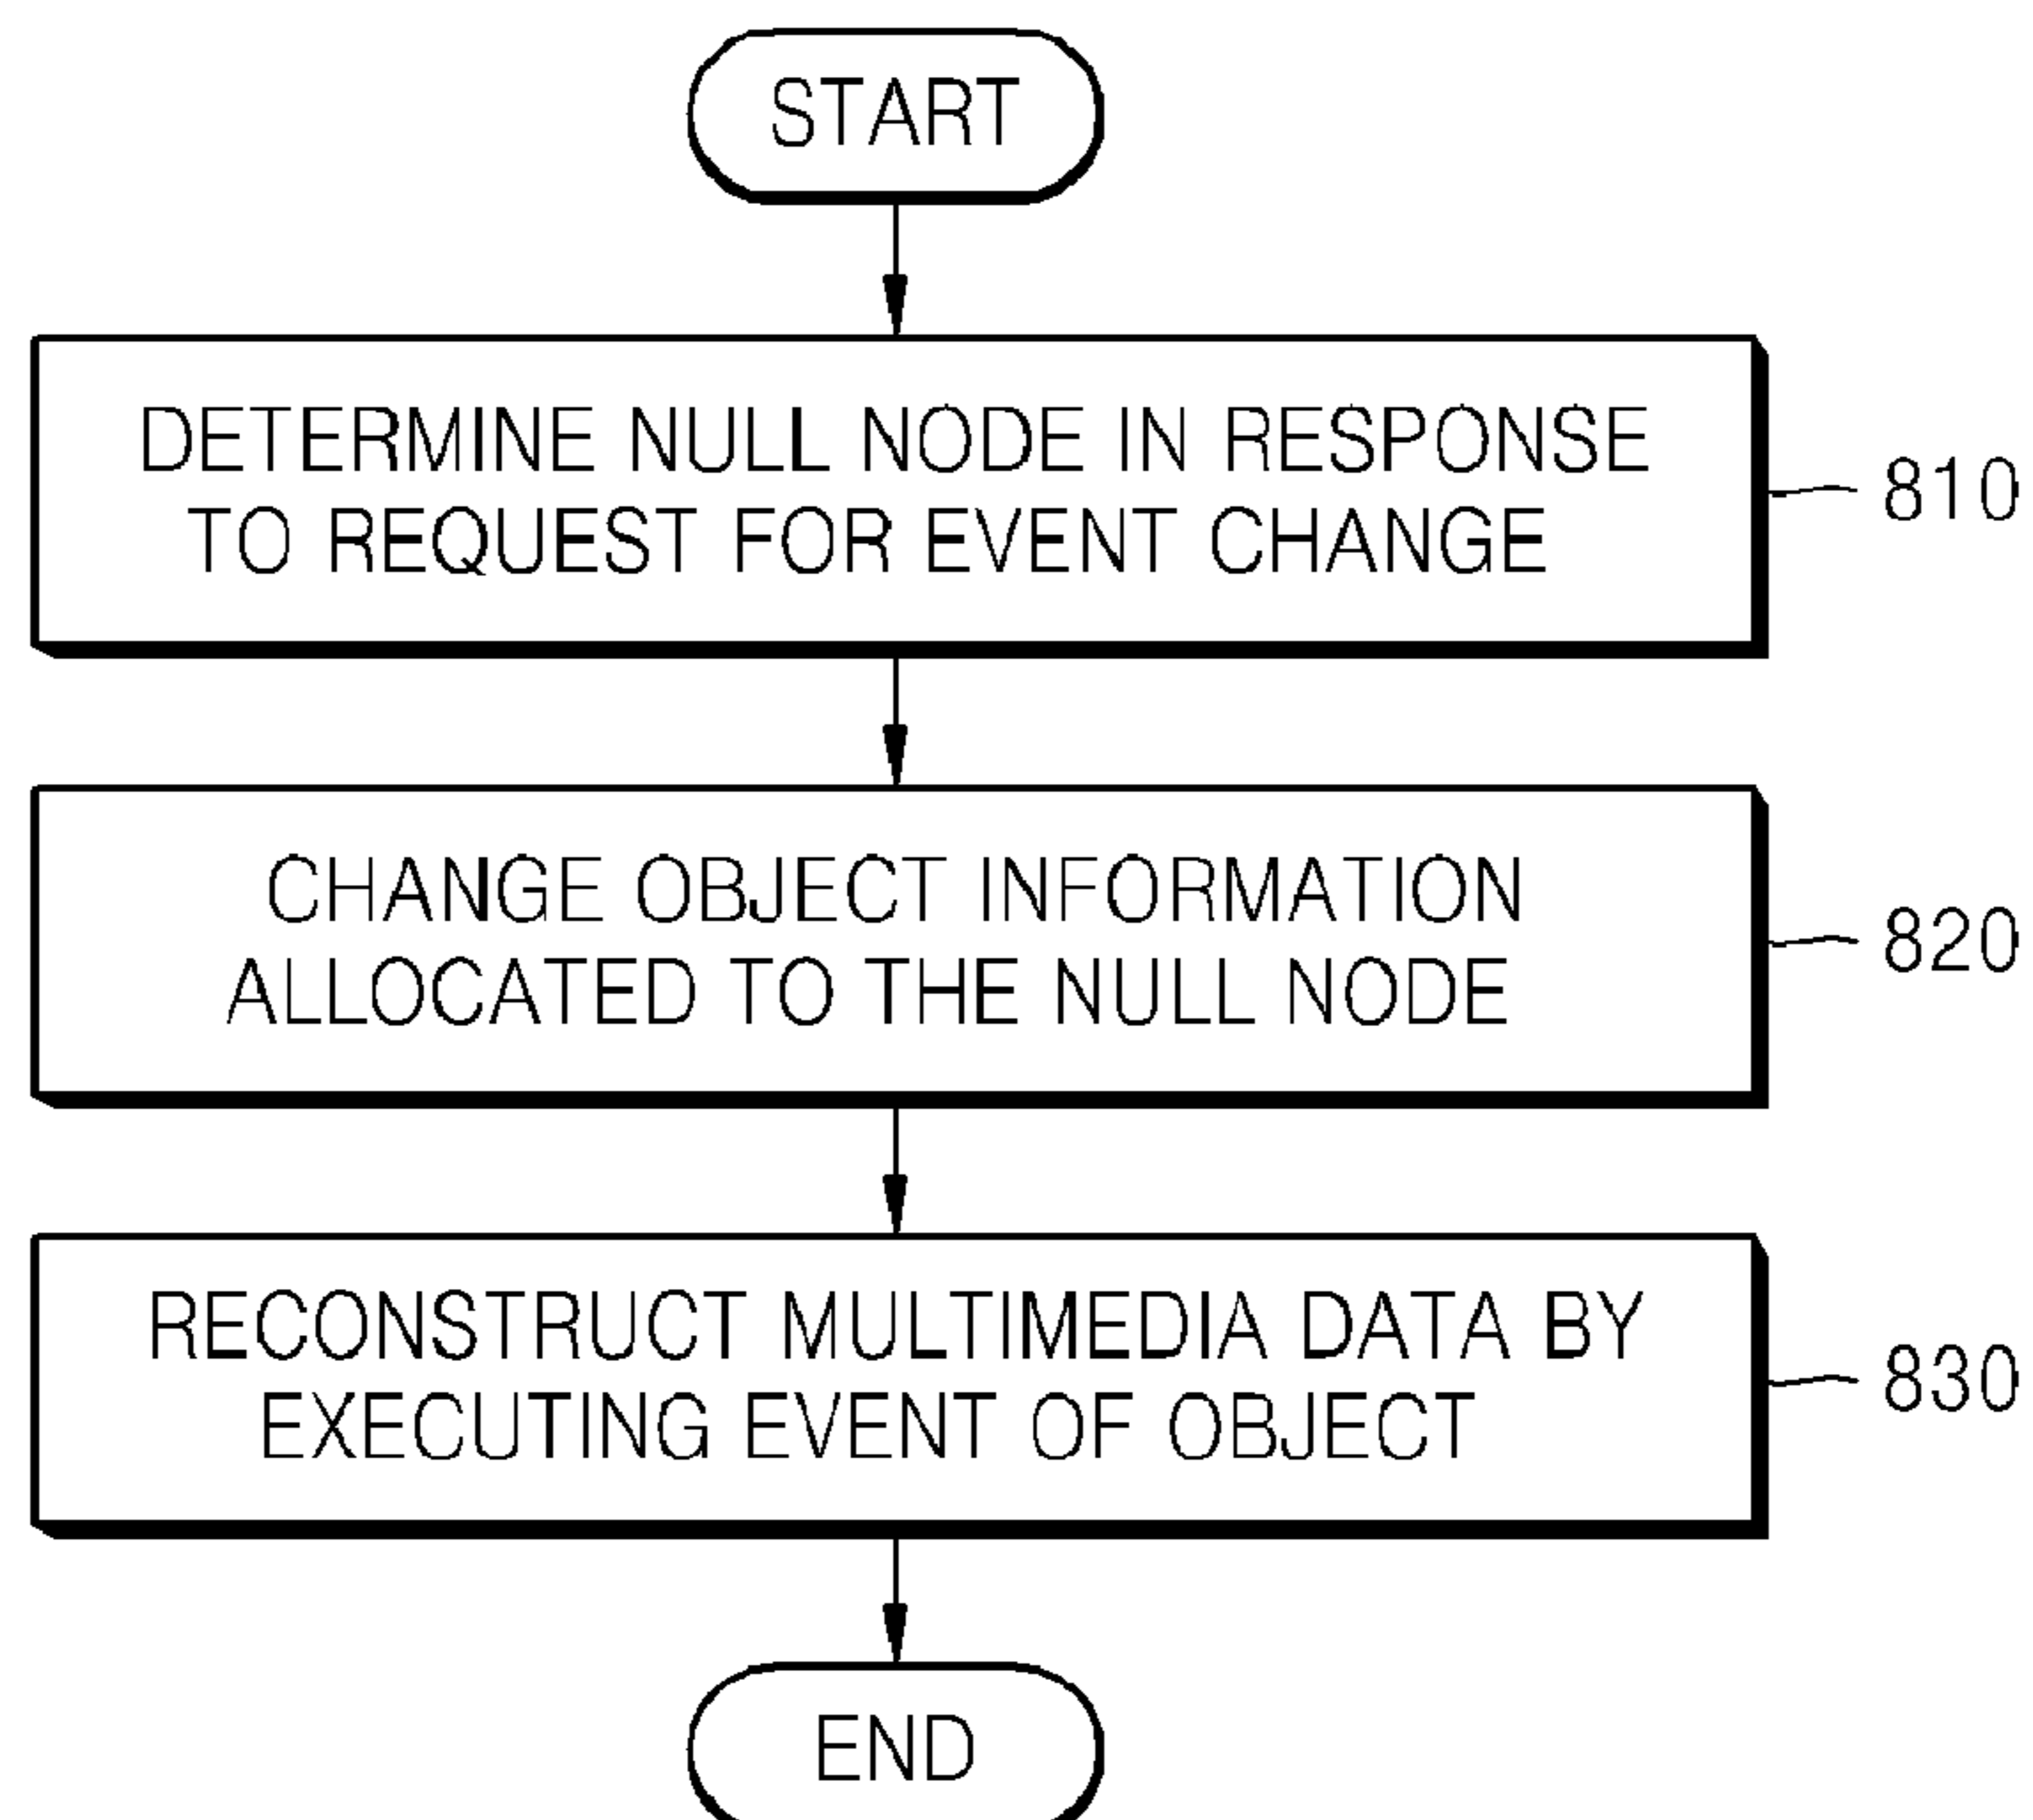 START
DETERMINE NULL NODE IN RESPONSE
TO REQUEST FOR EVENT CHANGE
810
CHANGE OBJECT INFORMATION
ALLOCATED TO THE NULL NODE
820
RECONSTRUCT MULTIMEDIA DATA BY
EXECUTING EVENT OF OBJECT
830
END